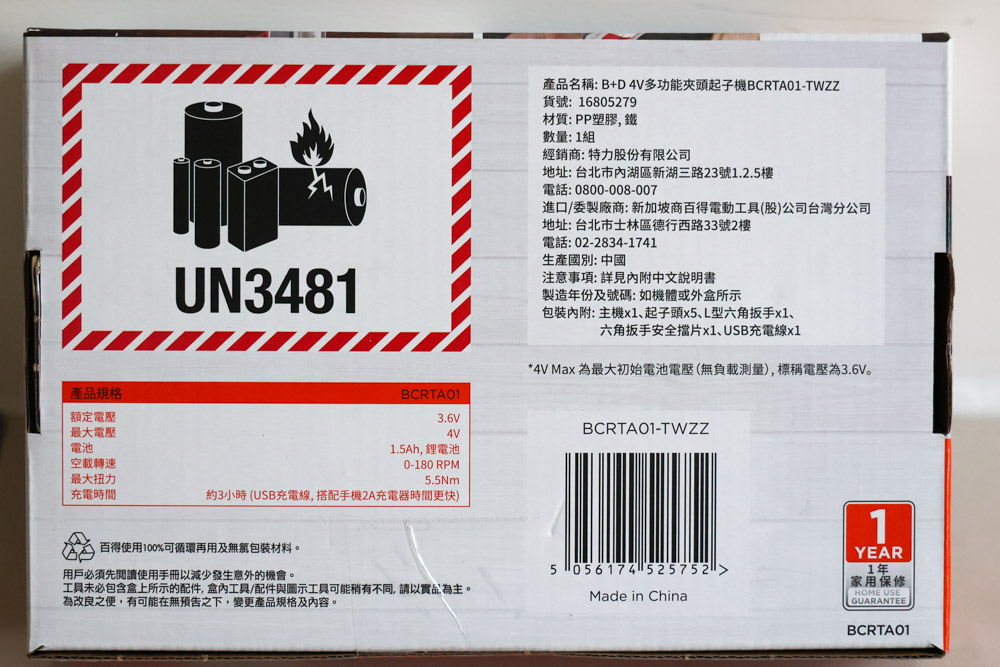 UN3481
產品名稱: B+D 4V多功能夾頭起子機BCRTA01-TWZZ
貨號: 16805279
材質: PP塑膠, 鐵
數量: 1組
經銷商: 特力股份有限公司
地址: 台北市內湖區新湖三路23號1.2.5樓
電話: 0800-008-007
進口/委製廠商: 新加坡商百得電動工具(股)公司台灣分公司
地址: 台北市士林區德行西路33號2樓
電話: 02-2834-1741
生產國別: 中國
注意事項: 詳見內附中文說明書
製造年份及號碼: 如機體或外盒所示
包裝內附: 主機x1、起子頭x5、L型六角扳手x1、
六角扳手安全擋片x1、USB充電線x1
*4V Max 為最大初始電池電壓 (無負載測量), 標稱電壓為3.6V。
產品規格 BCRTA01
額定電壓 3.6V
最大電壓 4V
電池 1.5Ah, 鋰電池
空載轉速 0-180 RPM
最大扭力 5.5Nm
充電時間 約3小時 (USB充電線, 搭配手機2A充電器時間更快)
百得使用100%可循環再用及無氯包裝材料。
用戶必須先閱讀使用手冊以減少發生意外的機會。
工具未必包含盒上所示的配件, 盒內工具/配件與圖示工具可能稍有不同, 請以實品為主。
為改良之便，有可能在無預告之下，變更產品規格及內容。
BCRTA01-TWZZ
5 056174 525752 >
Made in China
1
YEAR
1年
家用保修
HOME USE
GUARANTEE
BCRTA01